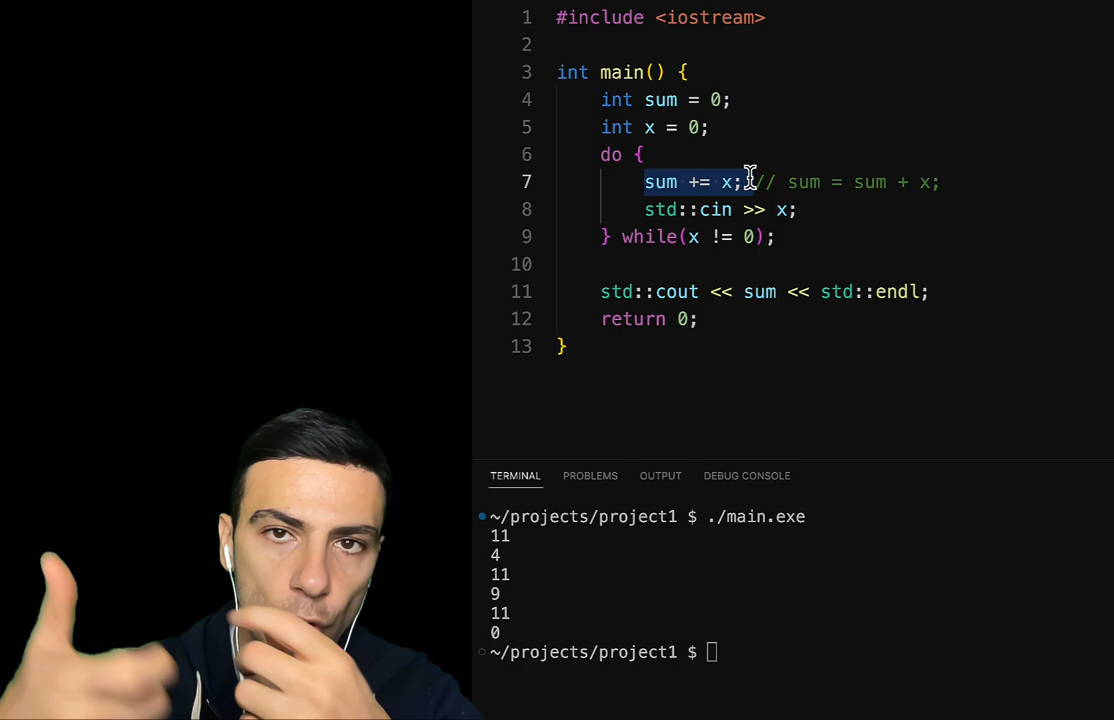 1 #include <iostream>
2
3 int main() {
4 int sum = 0;
5 int x = 0;
6 do {
7 sum += x; // sum = sum + x;
8 std::cin >> x;
9 } while(x != 0);
10
11 std::cout << sum << std::endl;
12 return 0;
13 }
TERMINAL PROBLEMS OUTPUT DEBUG CONSOLE
~/projects/project1 $ ./main.exe
11
4
11
9
11
0
~/projects/project1 $